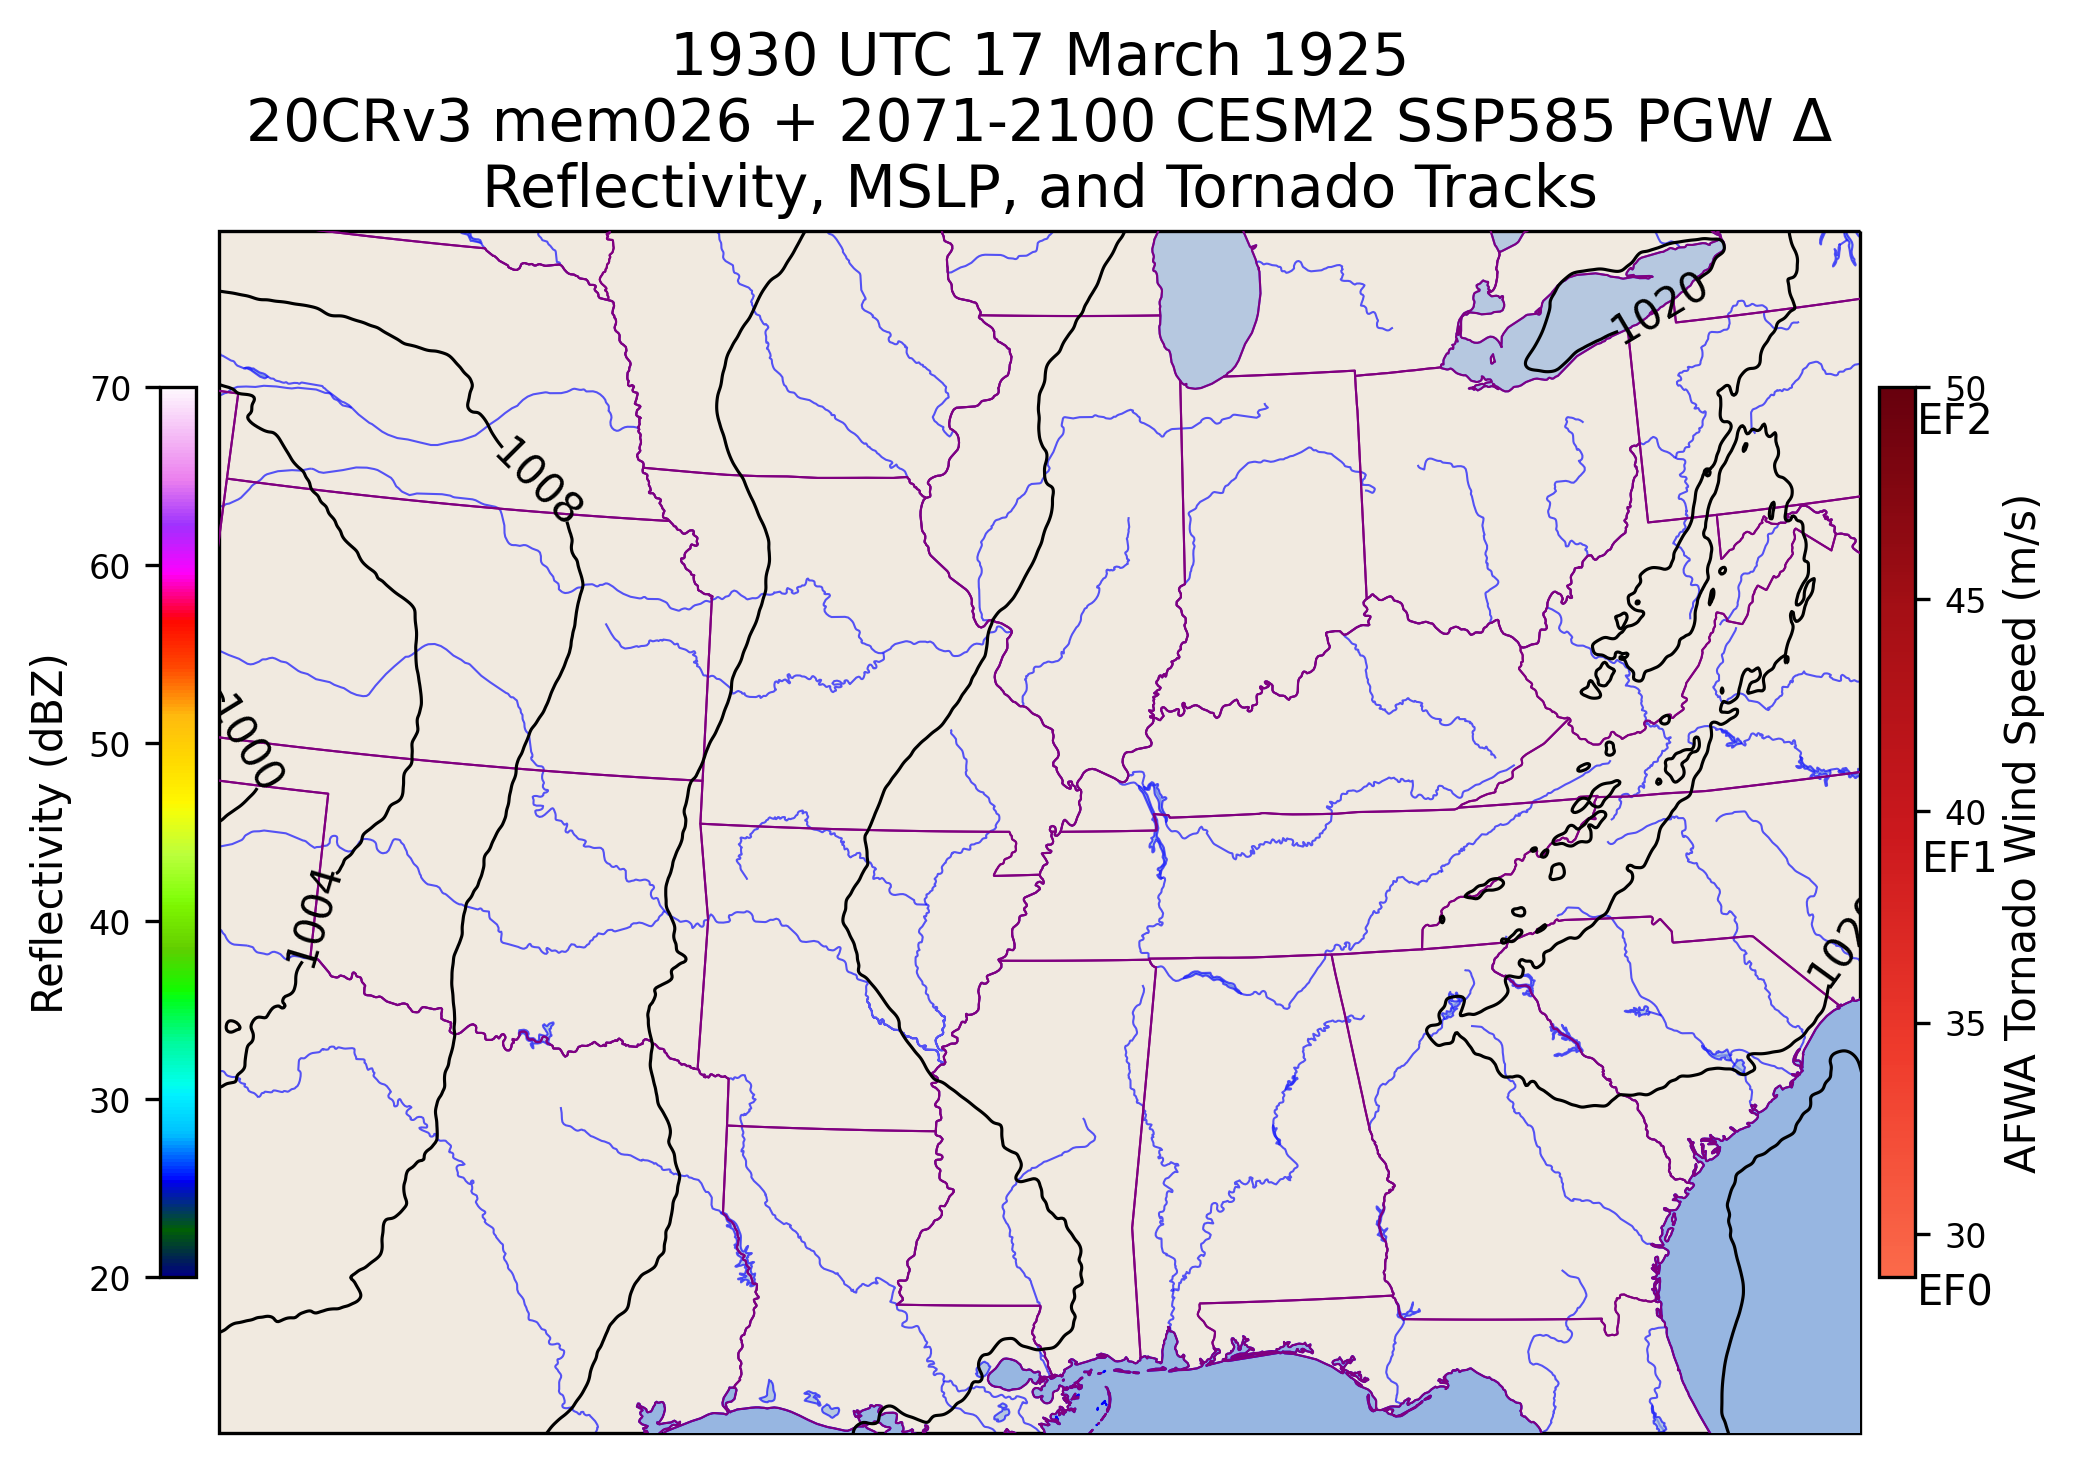 1930 UTC 17 March 1925
20CRv3 mem026 + 2071-2100 CESM2 SSP585 PGW Δ
Reflectivity, MSLP, and Tornado Tracks
Reflectivity (dBZ)
70
60
50
40
30
20
1020
1008
1000
1004
50
EF2
45
40
EF1
35
30
EF0
AFWA Tornado Wind Speed (m/s)